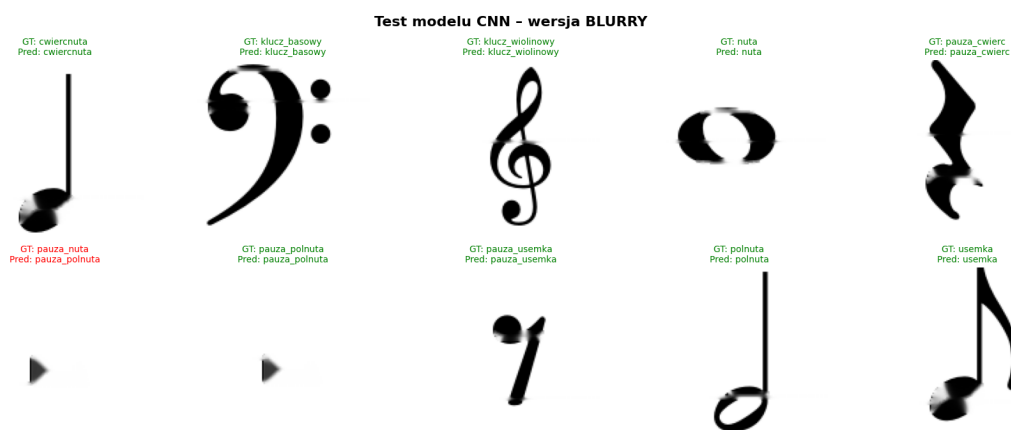 Test modelu CNN – wersja BLURRY
GT: cwiercnuta
Pred: cwiercnuta
GT: klucz_basowy
Pred: klucz_basowy
GT: klucz_wiolinowy
Pred: klucz_wiolinowy
GT: nuta
Pred: nuta
GT: pauza_cwierc
Pred: pauza_cwierc
GT: pauza_nuta
Pred: pauza_polnuta
GT: pauza_polnuta
Pred: pauza_polnuta
GT: pauza_usemka
Pred: pauza_usemka
GT: polnuta
Pred: polnuta
GT: usemka
Pred: usemka